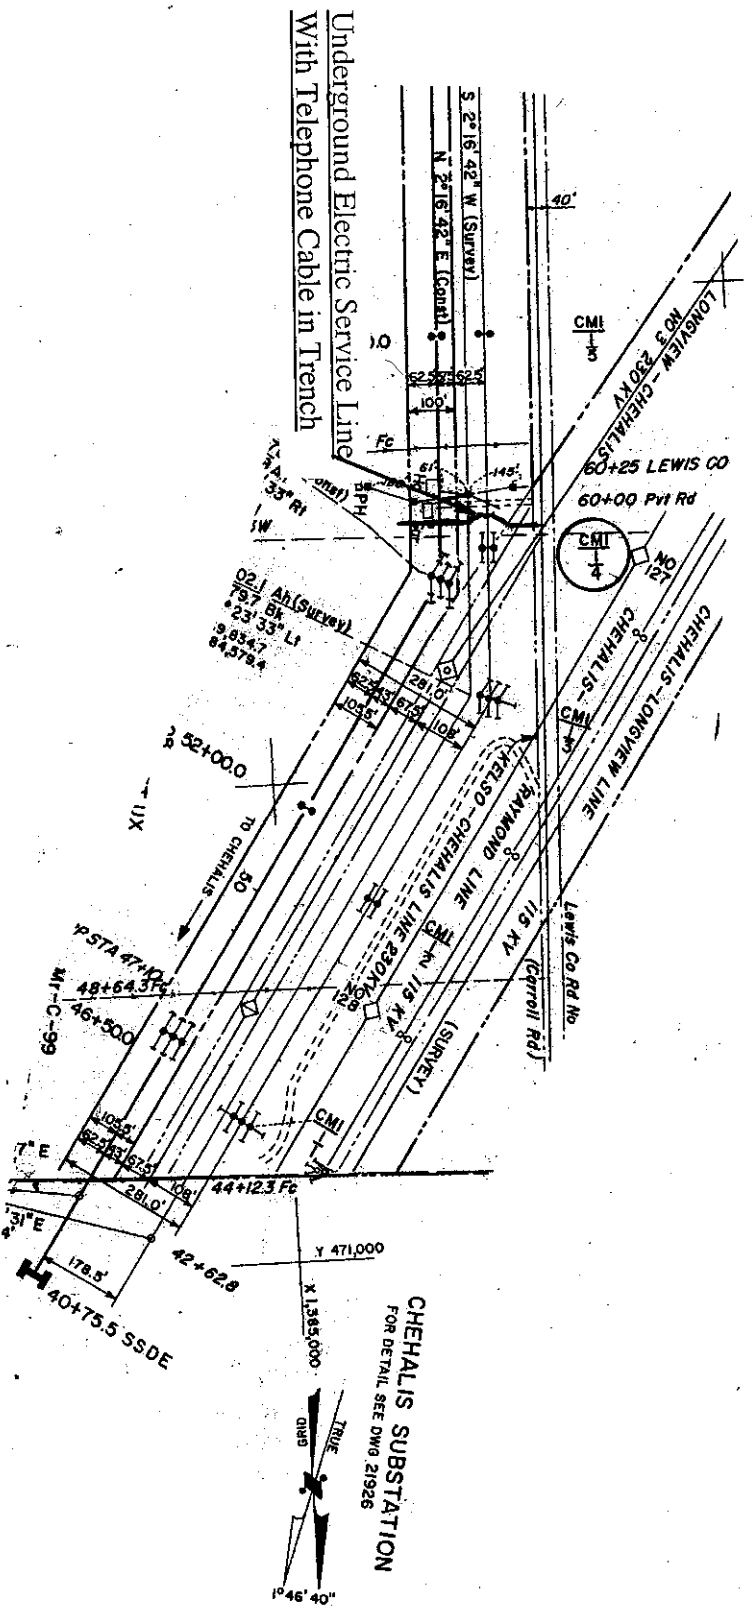 Underground Electric Service Line
With Telephone Cable in Trench
S 2° 16' 42" W (Survey)
N 2° 16' 42" E (Const)
40'
CMI
LONGVIEW - CHEHALIS
NO 3 230 KV
62.5
62.5
100'
Fc
61'
145'
60+25 LEWIS CO
60+00 Pvt Rd
CMI
4
NO
127
33" Rt
PH
02.1 Ah (Survey)
79.7 Bk
23' 33" Lt
9,834.7
84,579.4
281.0'
62.5
43'
67.5'
108'
105.5'
CHEHALIS-
RAYMOND LINE
115 KV
CHEHALIS-LONGVIEW LINE
115 KV
(SURVEY)
CMI
3
KELSO-CHEHALIS LINE 230KV
CMI
2
NO
128
Lewis Co Rd No
(Carroll Rd)
52+00.0
TO CHEHALIS
50
P STA 47+10
48+64.3 Fc
46+50.0
Mr-C-99
CMI
1
105.5'
62.5'
43'
67.5'
108'
281.0'
7" E
31" E
44+12.3 Fc
42+62.8
178.5'
40+75.5 SSDE
Y 471,000
X 1,385,000
CHEHALIS SUBSTATION
FOR DETAIL SEE DWG 21926
TRUE
GRID
1° 46' 40"